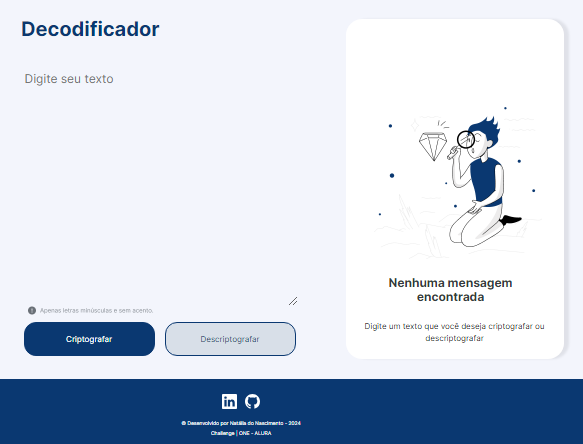 Decodificador
Digite seu texto
Apenas letras minúsculas e sem acento.
Criptografar
Descriptografar
Nenhuma mensagem
encontrada
Digite um texto que você deseja criptografar ou
descriptografar
© Desenvolvido por Natália do Nascimento - 2024
Challenge | ONE - ALURA